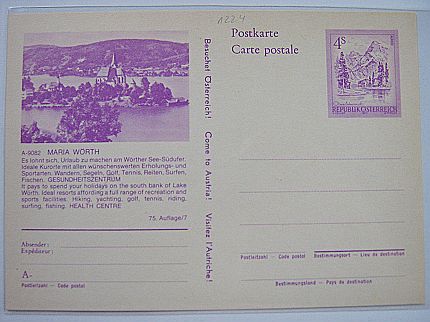 1224
Postkarte
Carte postale
4S
REPUBLIK ÖSTERREICH
A-9082 MARIA WÖRTH
Es lohnt sich, Urlaub zu machen am Wörther See-Südufer.
Ideale Kurorte mit allen wünschenswerten Erholungs- und
Sportarten. Wandern, Segeln, Golf, Tennis, Reiten, Surfen,
Fischen. GESUNDHEITSZENTRUM
It pays to spend your holidays on the south bank of Lake
Wörth. Ideal resorts affording a full range of recreation and
sports facilities. Hiking, yachting, golf, tennis, riding,
surfing, fishing. HEALTH CENTRE
75. Auflage/7
Besuchet Österreich! Come to Austria! Visitez l'Autriche!
Absender:
Expéditeur:
A-
Postleitzahl - Code postal
Postleitzahl - Code postal Bestimmungsort - Lieu de destination
Bestimmungsland - Pays de destination